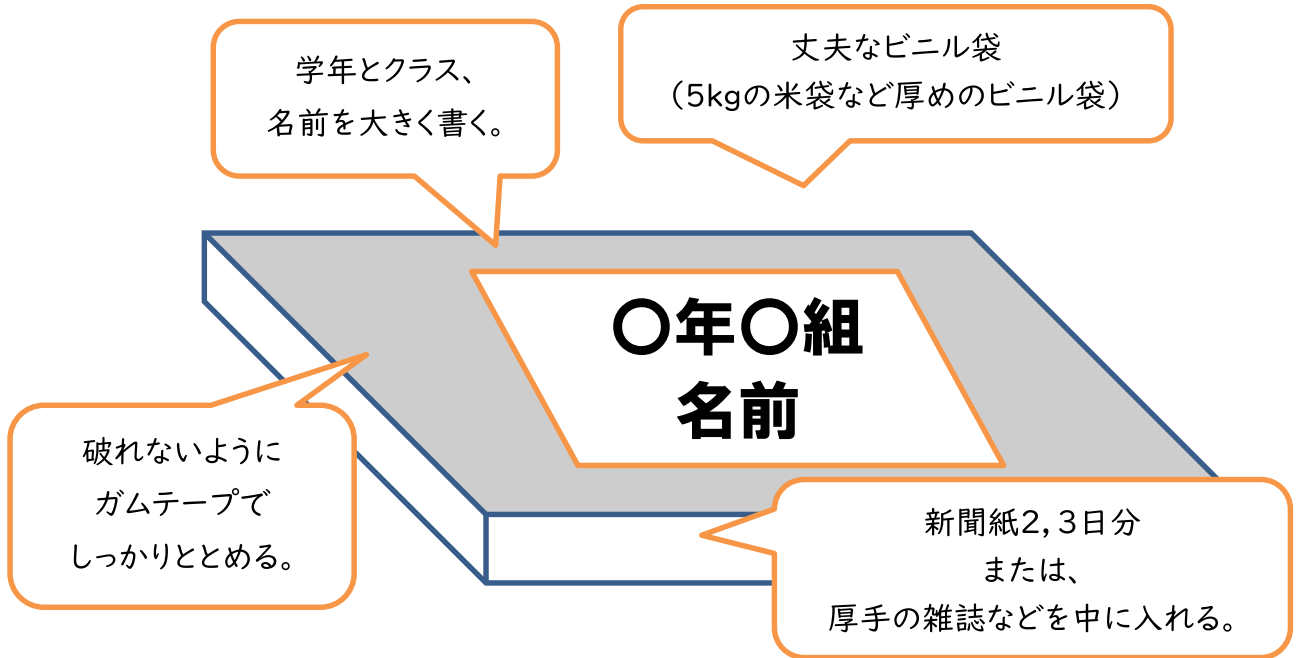 学年とクラス、
名前を大きく書く。
丈夫なビニル袋
（5kgの米袋など厚めのビニル袋）
〇年〇組
名前
破れないように
ガムテープで
しっかりととめる。
新聞紙2，3日分
または、
厚手の雑誌などを中に入れる。